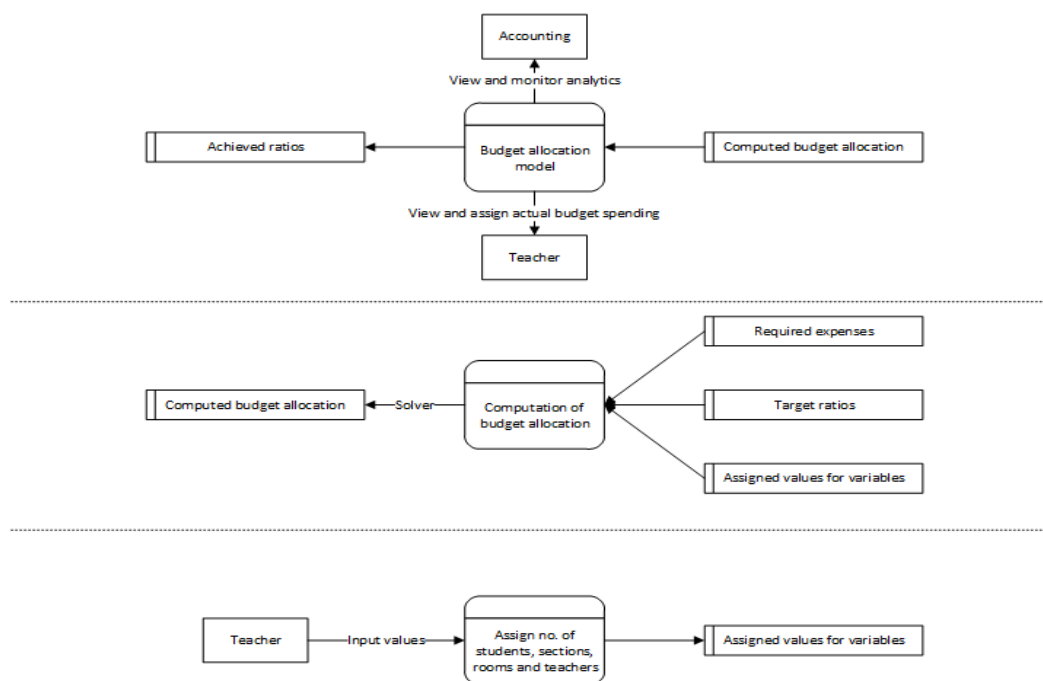 Accounting
View and monitor analytics
Achieved ratios
Budget allocation
model
Computed budget allocation
View and assign actual budget spending
Teacher
Required expenses
Computed budget allocation
Solver
Computation of
budget allocation
Target ratios
Assigned values for variables
Teacher
Input values
Assign no. of
students, sections,
rooms and teachers
Assigned values for variables